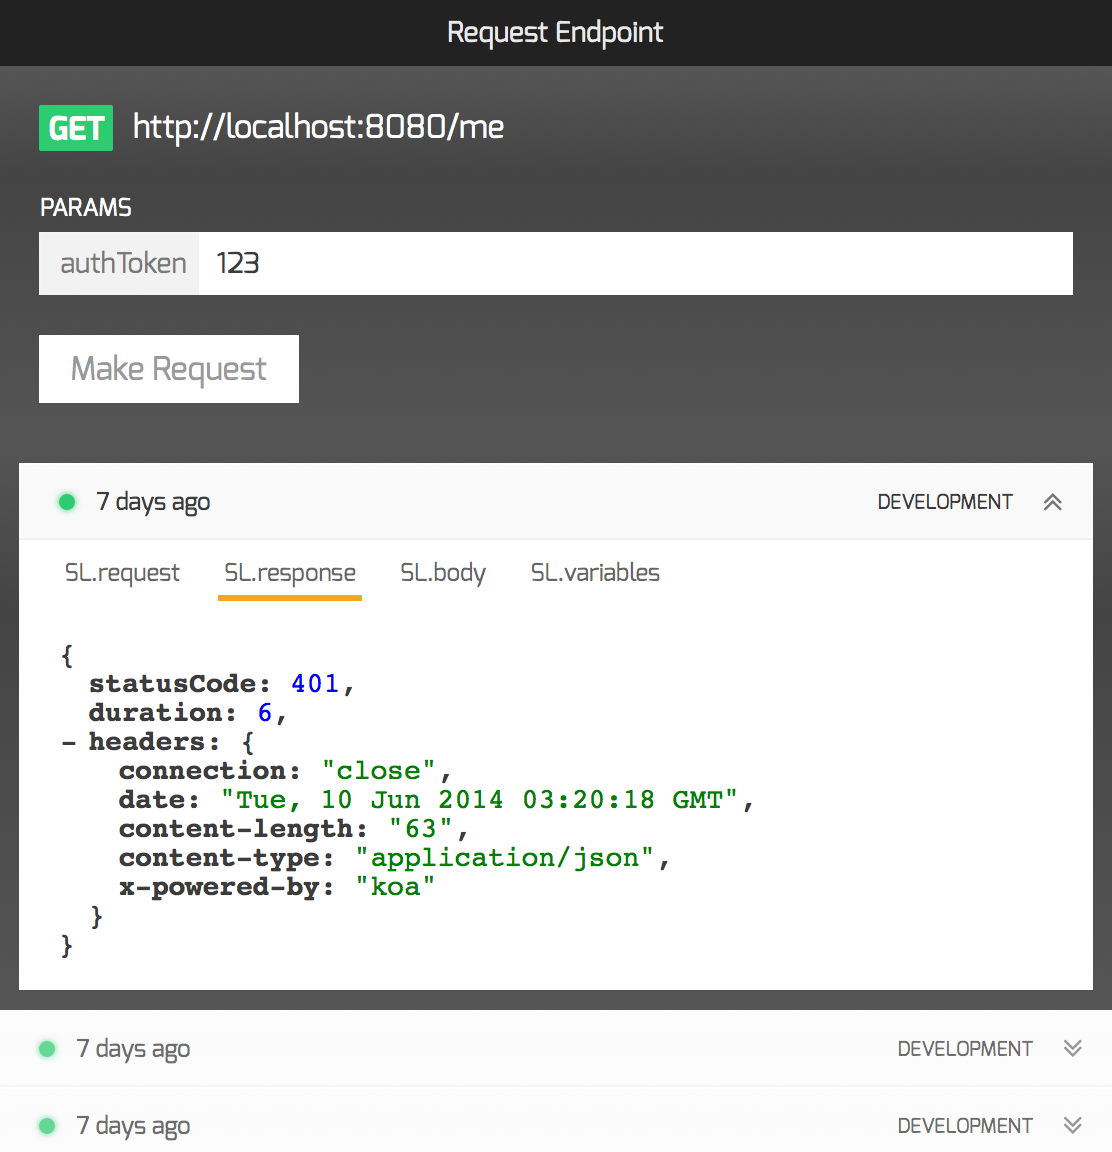 Request Endpoint
GET http://localhost:8080/me
PARAMS
authToken 123
Make Request
7 days ago DEVELOPMENT
SL.request SL.response SL.body SL.variables
{
statusCode: 401,
duration: 6,
- headers: {
connection: "close",
date: "Tue, 10 Jun 2014 03:20:18 GMT",
content-length: "63",
content-type: "application/json",
x-powered-by: "koa"
}
}
7 days ago DEVELOPMENT
7 days ago DEVELOPMENT